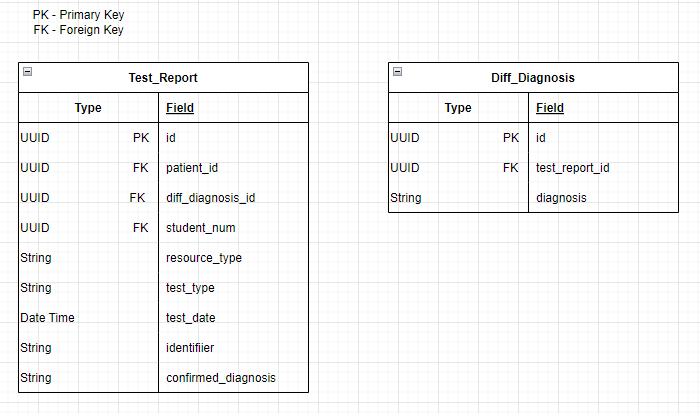 PK - Primary Key
FK - Foreign Key
Test_Report
Type Field
UUID PK id
UUID FK patient_id
UUID FK diff_diagnosis_id
UUID FK student_num
String resource_type
String test_type
Date Time test_date
String identifiier
String confirmed_diagnosis
Diff_Diagnosis
Type Field
UUID PK id
UUID FK test_report_id
String diagnosis